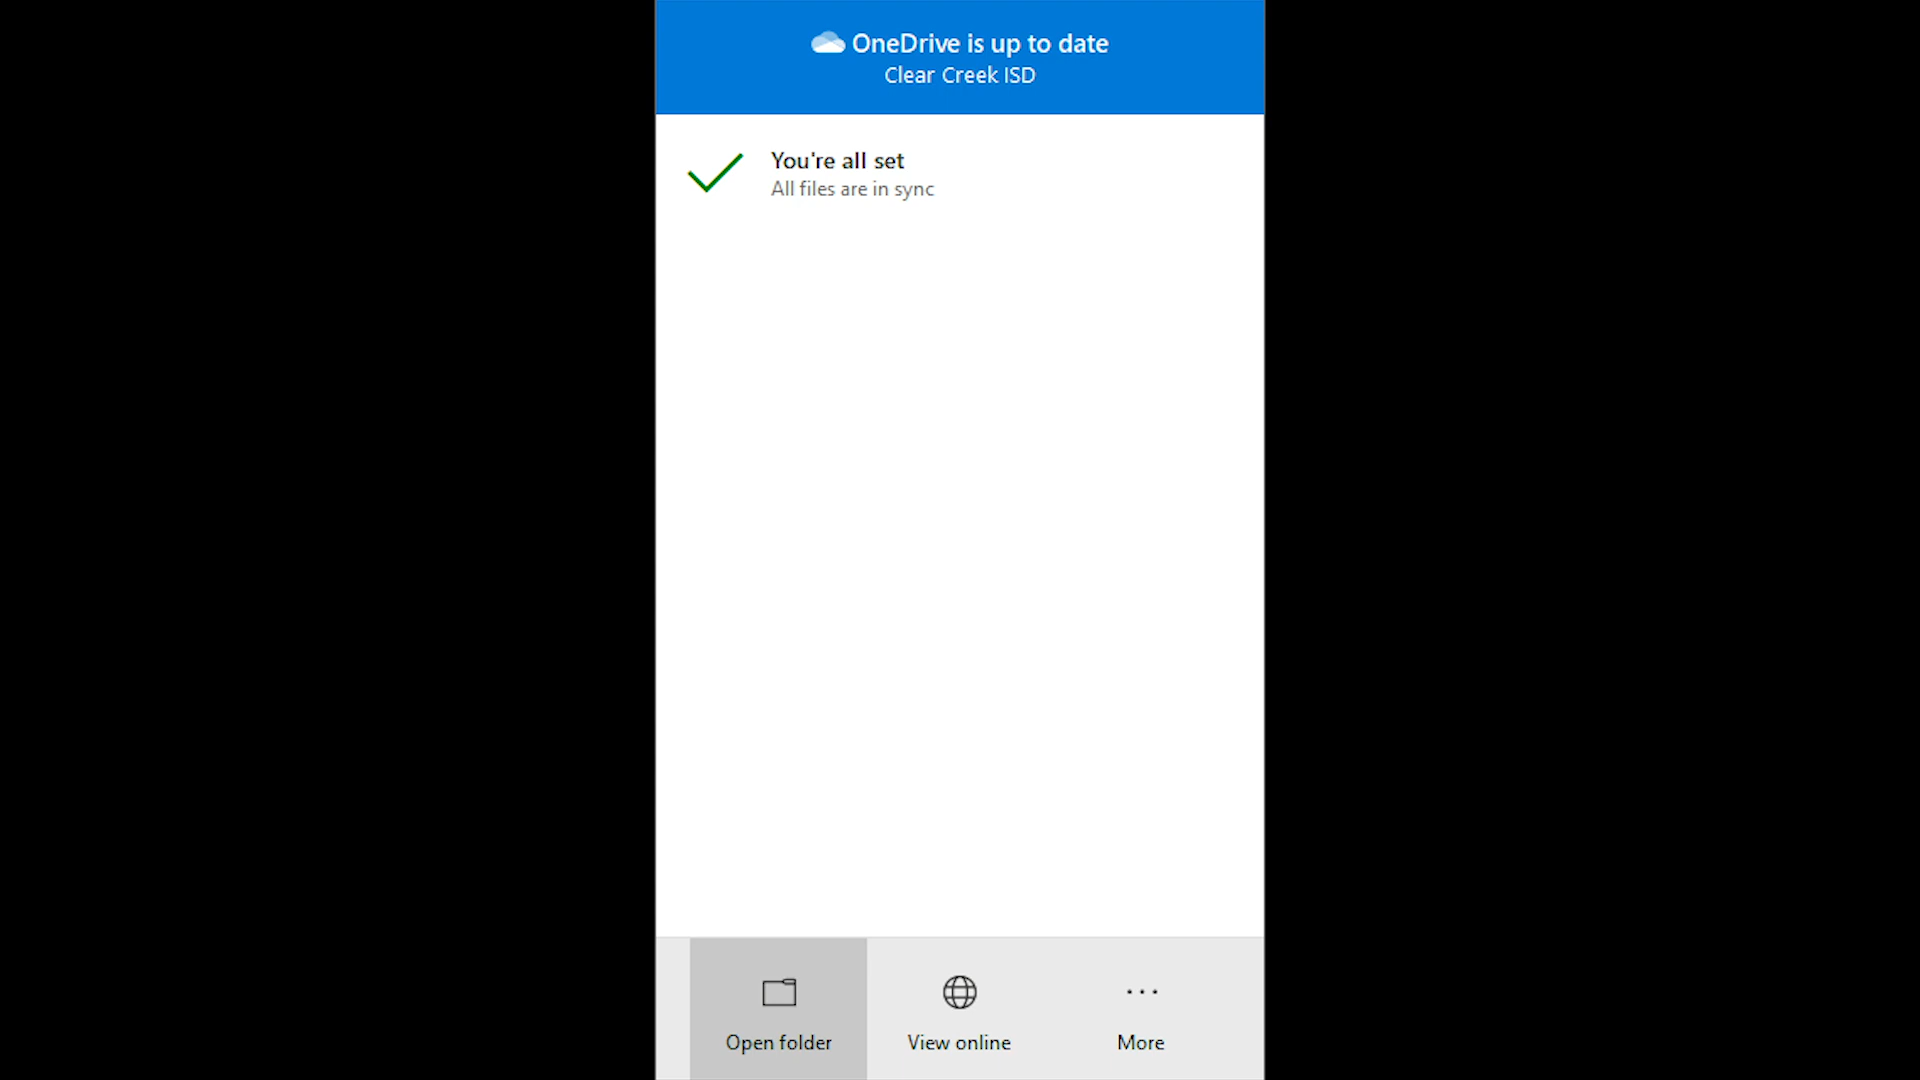 OneDrive is up to date
Clear Creek ISD
You're all set
All files are in sync
Open folder
View online
More